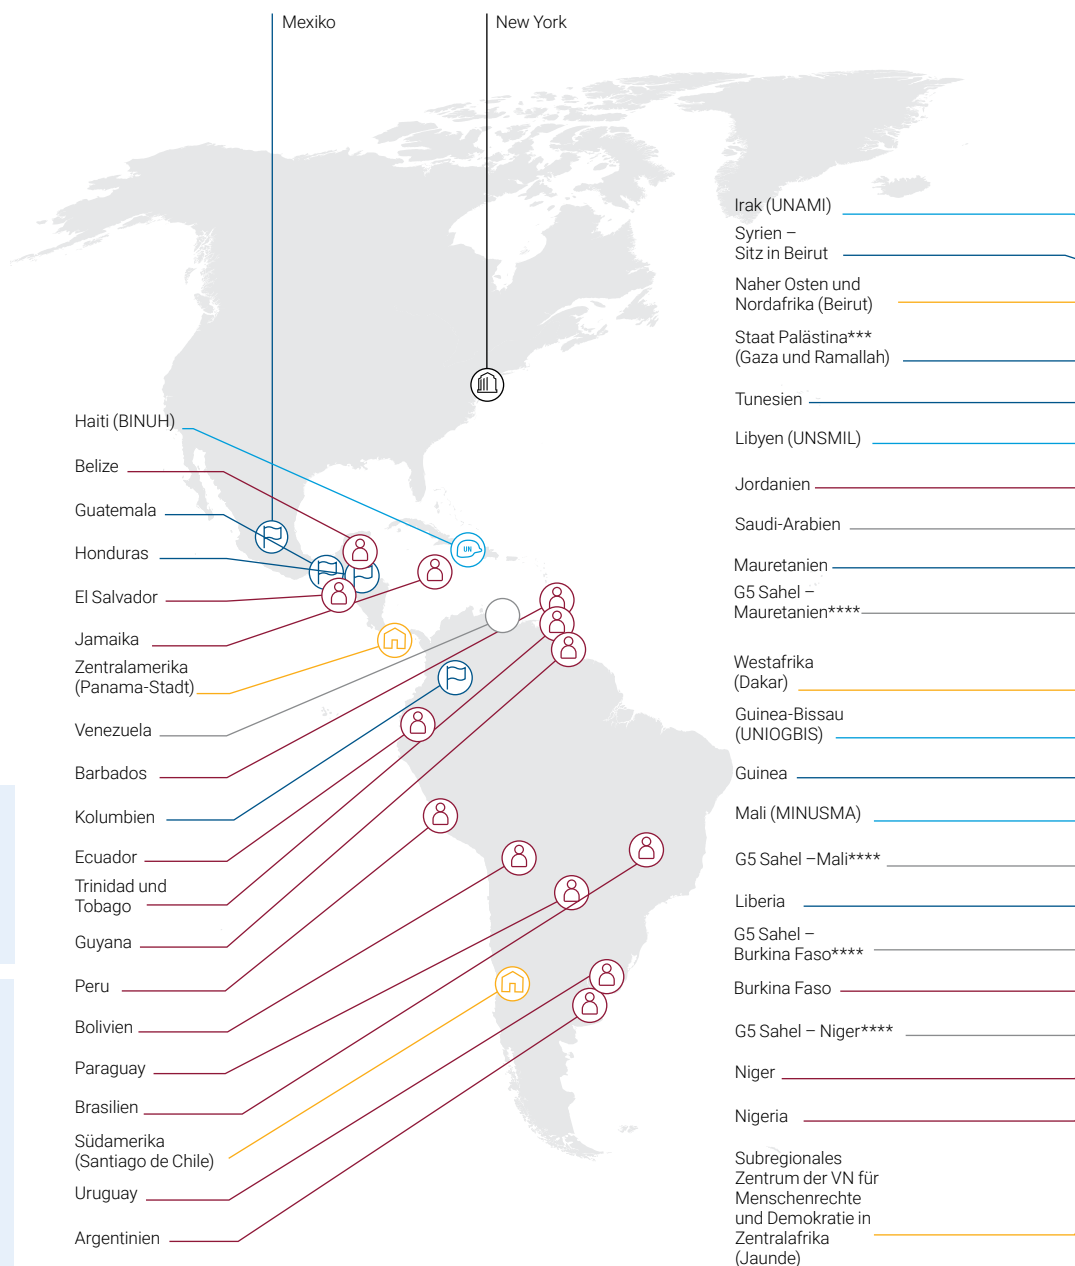 Mexiko
New York
Haiti (BINUH)
Belize
Guatemala
Honduras
El Salvador
Jamaika
Zentralamerika
(Panama-Stadt)
Venezuela
Barbados
Kolumbien
Ecuador
Trinidad und
Tobago
Guyana
Peru
Bolivien
Paraguay
Brasilien
Südamerika
(Santiago de Chile)
Uruguay
Argentinien
UN
Irak (UNAMI)
Syrien –
Sitz in Beirut
Naher Osten und
Nordafrika (Beirut)
Staat Palästina***
(Gaza und Ramallah)
Tunesien
Libyen (UNSMIL)
Jordanien
Saudi-Arabien
Mauretanien
G5 Sahel –
Mauretanien****
Westafrika
(Dakar)
Guinea-Bissau
(UNIOGBIS)
Guinea
Mali (MINUSMA)
G5 Sahel –Mali****
Liberia
G5 Sahel –
Burkina Faso****
Burkina Faso
G5 Sahel – Niger****
Niger
Nigeria
Subregionales
Zentrum der VN für
Menschenrechte
und Demokratie in
Zentralafrika
(Jaunde)